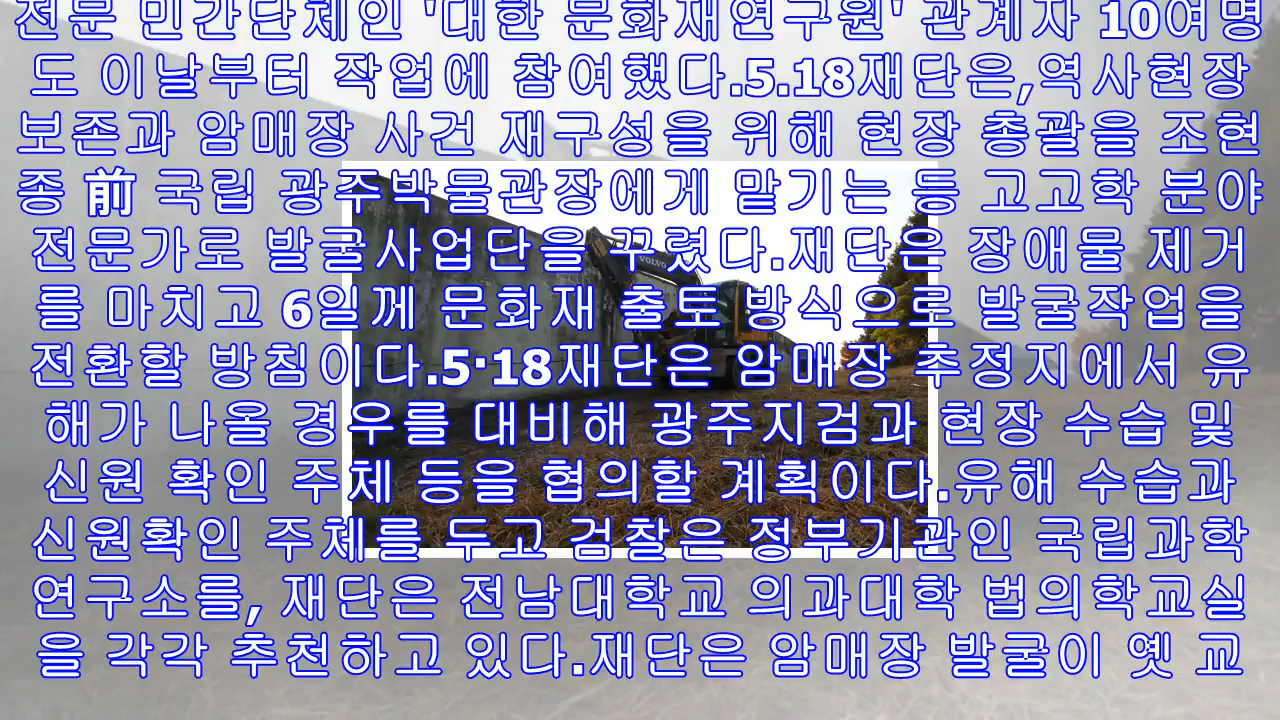 전문 민간단체인 '대한 문화재연구원' 관계자 10여명
도 이날부터 작업에 참여했다.5.18재단은,역사현장
보존과 암매장 사건 재구성을 위해 현장 총괄을 조현
종 前 국립 광주박물관장에게 맡기는 등 고고학 분야
전문가로 발굴사업단을 꾸렸다.재단은 장애물 제거
를 마치고 6일께 문화재 출토 방식으로 발굴작업을
전환할 방침이다.5·18재단은 암매장 추정지에서 유
해가 나올 경우를 대비해 광주지검과 현장 수습 및
신원 확인 주체 등을 협의할 계획이다.유해 수습과
신원확인 주체를 두고 검찰은 정부기관인 국립과학
연구소를, 재단은 전남대학교 의과대학 법의학교실
을 각각 추천하고 있다.재단은 암매장 발굴이 옛 교
VOLVO